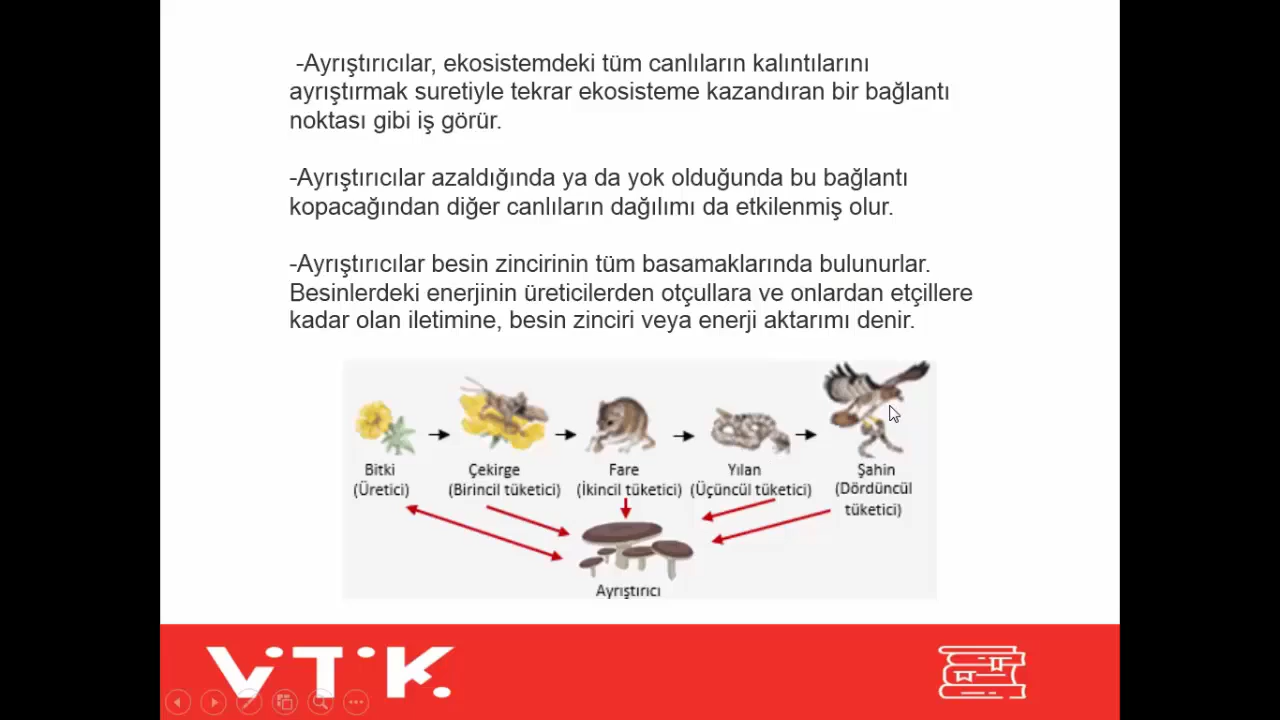 -Ayrıştırıcılar, ekosistemdeki tüm canlıların kalıntılarını
ayrıştırmak suretiyle tekrar ekosisteme kazandıran bir bağlantı
noktası gibi iş görür.
-Ayrıştırıcılar azaldığında ya da yok olduğunda bu bağlantı
kopacağından diğer canlıların dağılımı da etkilenmiş olur.
-Ayrıştırıcılar besin zincirinin tüm basamaklarında bulunurlar.
Besinlerdeki enerjinin üreticilerden otçullara ve onlardan etçillere
kadar olan iletimine, besin zinciri veya enerji aktarımı denir.
Bitki
(Üretici)
Çekirge
(Birincil tüketici)
Fare
(İkincil tüketici)
Yılan
(Üçüncül tüketici)
Şahin
(Dördüncül
tüketici)
Ayrıştırıcı
VİTİK